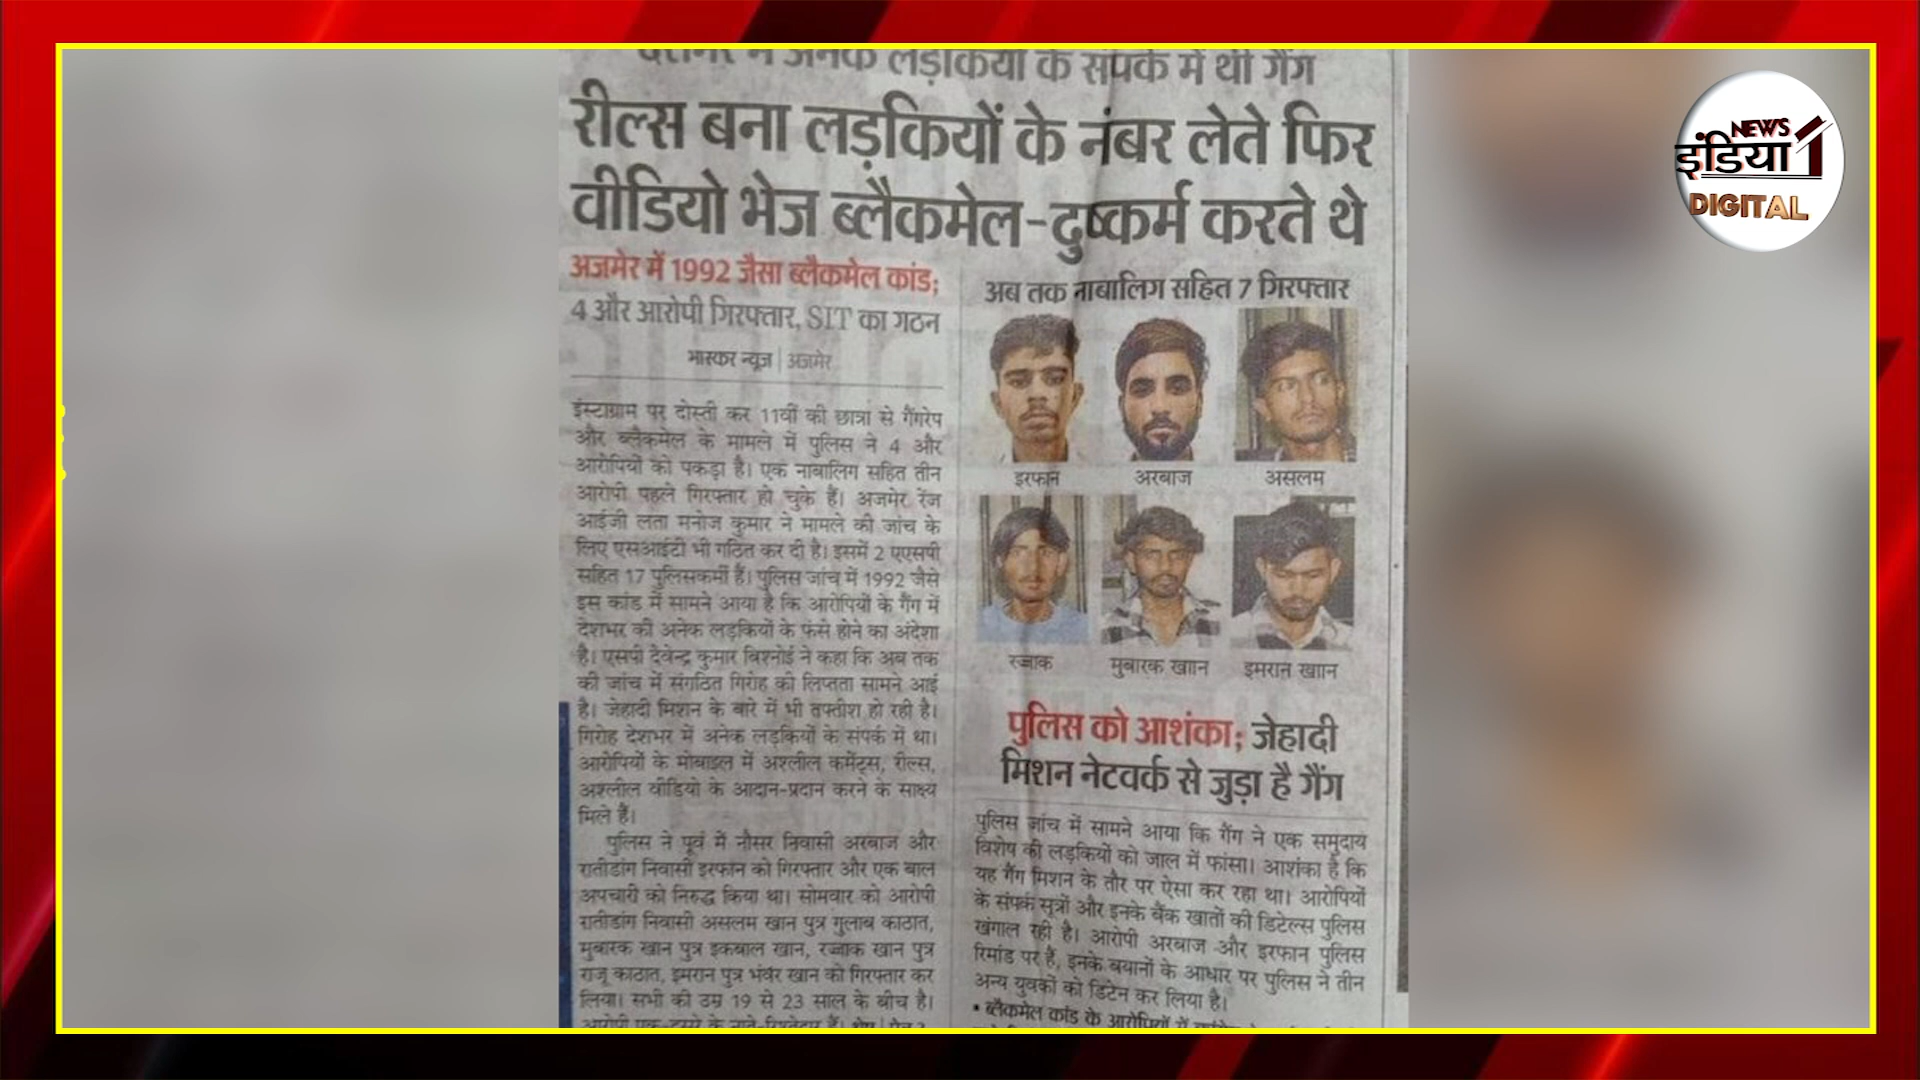 देशभर में अनेक लड़कियों के संपर्क में थी गैंग
रील्स बना लड़कियों के नंबर लेते फिर
वीडियो भेज ब्लैकमेल-दुष्कर्म करते थे
अजमेर में 1992 जैसा ब्लैकमेल कांड;
4 और आरोपी गिरफ्तार, SIT का गठन
भास्कर न्यूज | अजमेर
इंस्टाग्राम पर दोस्ती कर 11वीं की छात्रा से गैंगरेप
और ब्लैकमेल के मामले में पुलिस ने 4 और
आरोपियों को पकड़ा है। एक नाबालिग सहित तीन
आरोपी पहले गिरफ्तार हो चुके हैं। अजमेर रेंज
आईजी लता मनोज कुमार ने मामले की जांच के
लिए एसआईटी भी गठित कर दी है। इसमें 2 एएसपी
सहित 17 पुलिसकर्मी हैं। पुलिस जांच में 1992 जैसे
इस कांड में सामने आया है कि आरोपियों के गैंग में
देशभर की अनेक लड़कियों के फंसे होने का अंदेशा
है। एसपी देवेन्द्र कुमार बिश्नोई ने कहा कि अब तक
की जांच में संगठित गिरोह की लिप्तता सामने आई
है। जेहादी मिशन के बारे में भी तफ्तीश हो रही है।
गिरोह देशभर में अनेक लड़कियों के संपर्क में था।
आरोपियों के मोबाइल में अश्लील कमेंट्स, रील्स,
अश्लील वीडियो के आदान-प्रदान करने के साक्ष्य
मिले हैं।
पुलिस ने पूर्व में नौसर निवासी अरबाज और
रातीडांग निवासी इरफान को गिरफ्तार और एक बाल
अपचारी को निरुद्ध किया था। सोमवार को आरोपी
रातीडांग निवासी असलम खान पुत्र गुलाब काठात,
मुबारक खान पुत्र इकबाल खान, रज्जाक खान पुत्र
राजू काठात, इमरान पुत्र भंवर खान को गिरफ्तार कर
लिया। सभी की उम्र 19 से 23 साल के बीच है।
अब तक नाबालिग सहित 7 गिरफ्तार
इरफान अरबाज असलम
रज्जाक मुबारक खाान इमरान खाान
पुलिस को आशंका; जेहादी
मिशन नेटवर्क से जुड़ा है गैंग
पुलिस जांच में सामने आया कि गैंग ने एक समुदाय
विशेष की लड़कियों को जाल में फांसा। आशंका है कि
यह गैंग मिशन के तौर पर ऐसा कर रहा था। आरोपियों
के संपर्क सूत्रों और इनके बैंक खातों की डिटेल्स पुलिस
खंगाल रही है। आरोपी अरबाज और इरफान पुलिस
रिमांड पर हैं, इनके बयानों के आधार पर पुलिस ने तीन
अन्य युवकों को डिटेन कर लिया है।
• ब्लैकमेल कांड के आरोपियों में
NEWS
इंडिया 1
DIGITAL